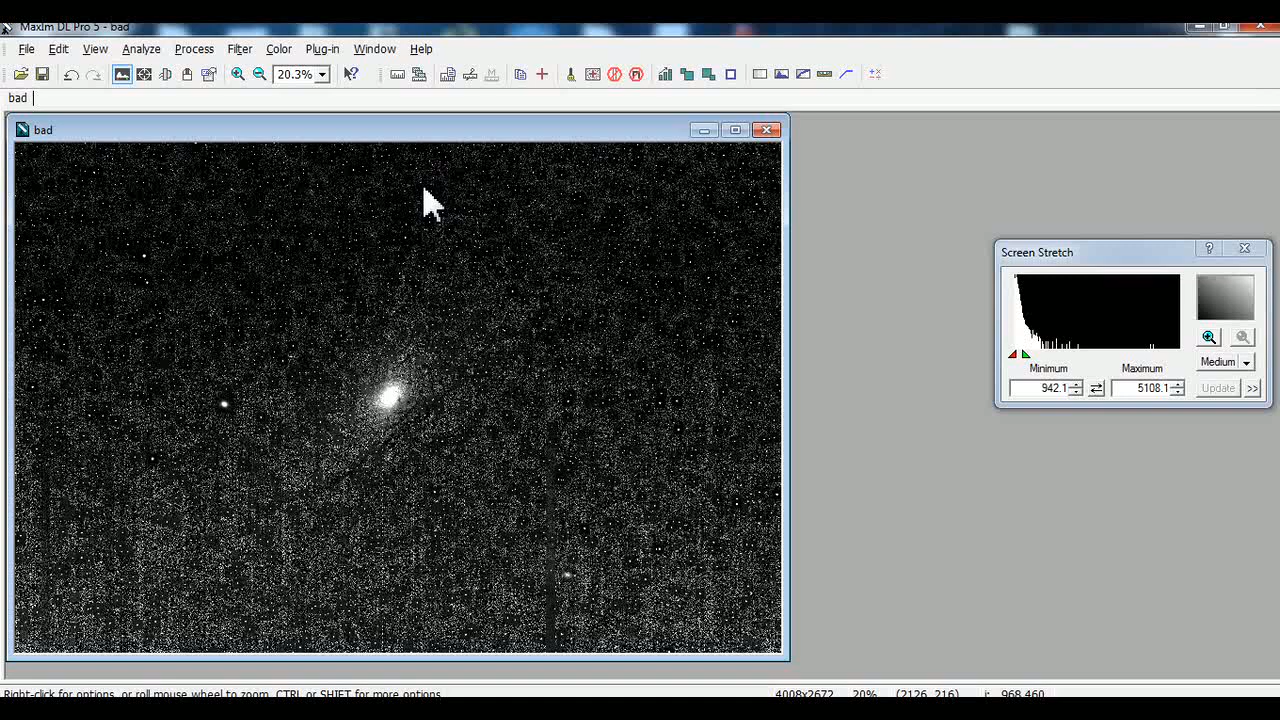 MaxIm DL Pro 5 - bad
File Edit View Analyze Process Filter Color Plug-in Window Help
20.3%
bad
bad
Screen Stretch
Medium
Minimum Maximum
942.1 5108.1 Update >>
Right-click for options, or roll mouse wheel to zoom, CTRL or SHIFT for more options. 4008x2672 20% (2126, 216) i: 968.460